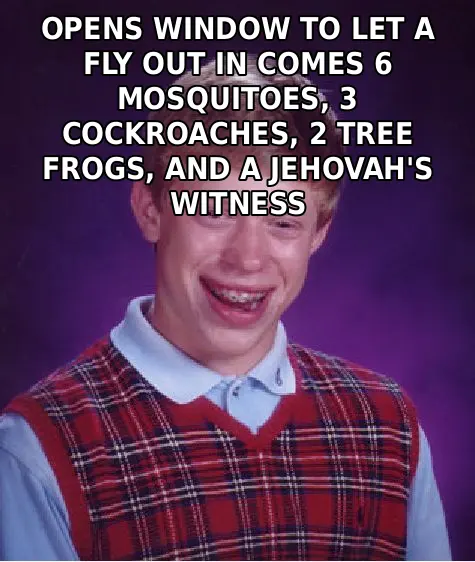 OPENS WINDOW TO LET A
FLY OUT IN COMES 6
MOSQUITOES, 3
COCKROACHES, 2 TREE
FROGS, AND A JEHOVAH'S
WITNESS